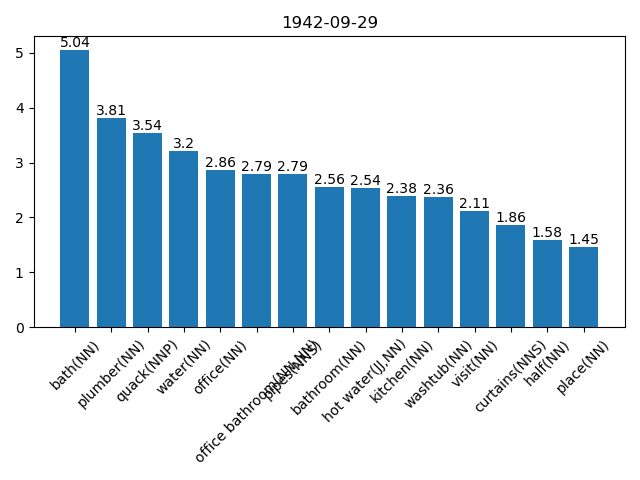 1942-09-29
5.04
3.81
3.54
3.2
2.86
2.79
2.79
2.56
2.54
2.38
2.36
2.11
1.86
1.58
1.45
5
4
3
2
1
0
bath(NN)
plumber(NN)
quack(NNP)
water(NN)
office(NN)
office bathroom(NN,NN)
pipes(NNS)
bathroom(NN)
hot water(JJ,NN)
kitchen(NN)
washtub(NN)
visit(NN)
curtains(NNS)
half(NN)
place(NN)